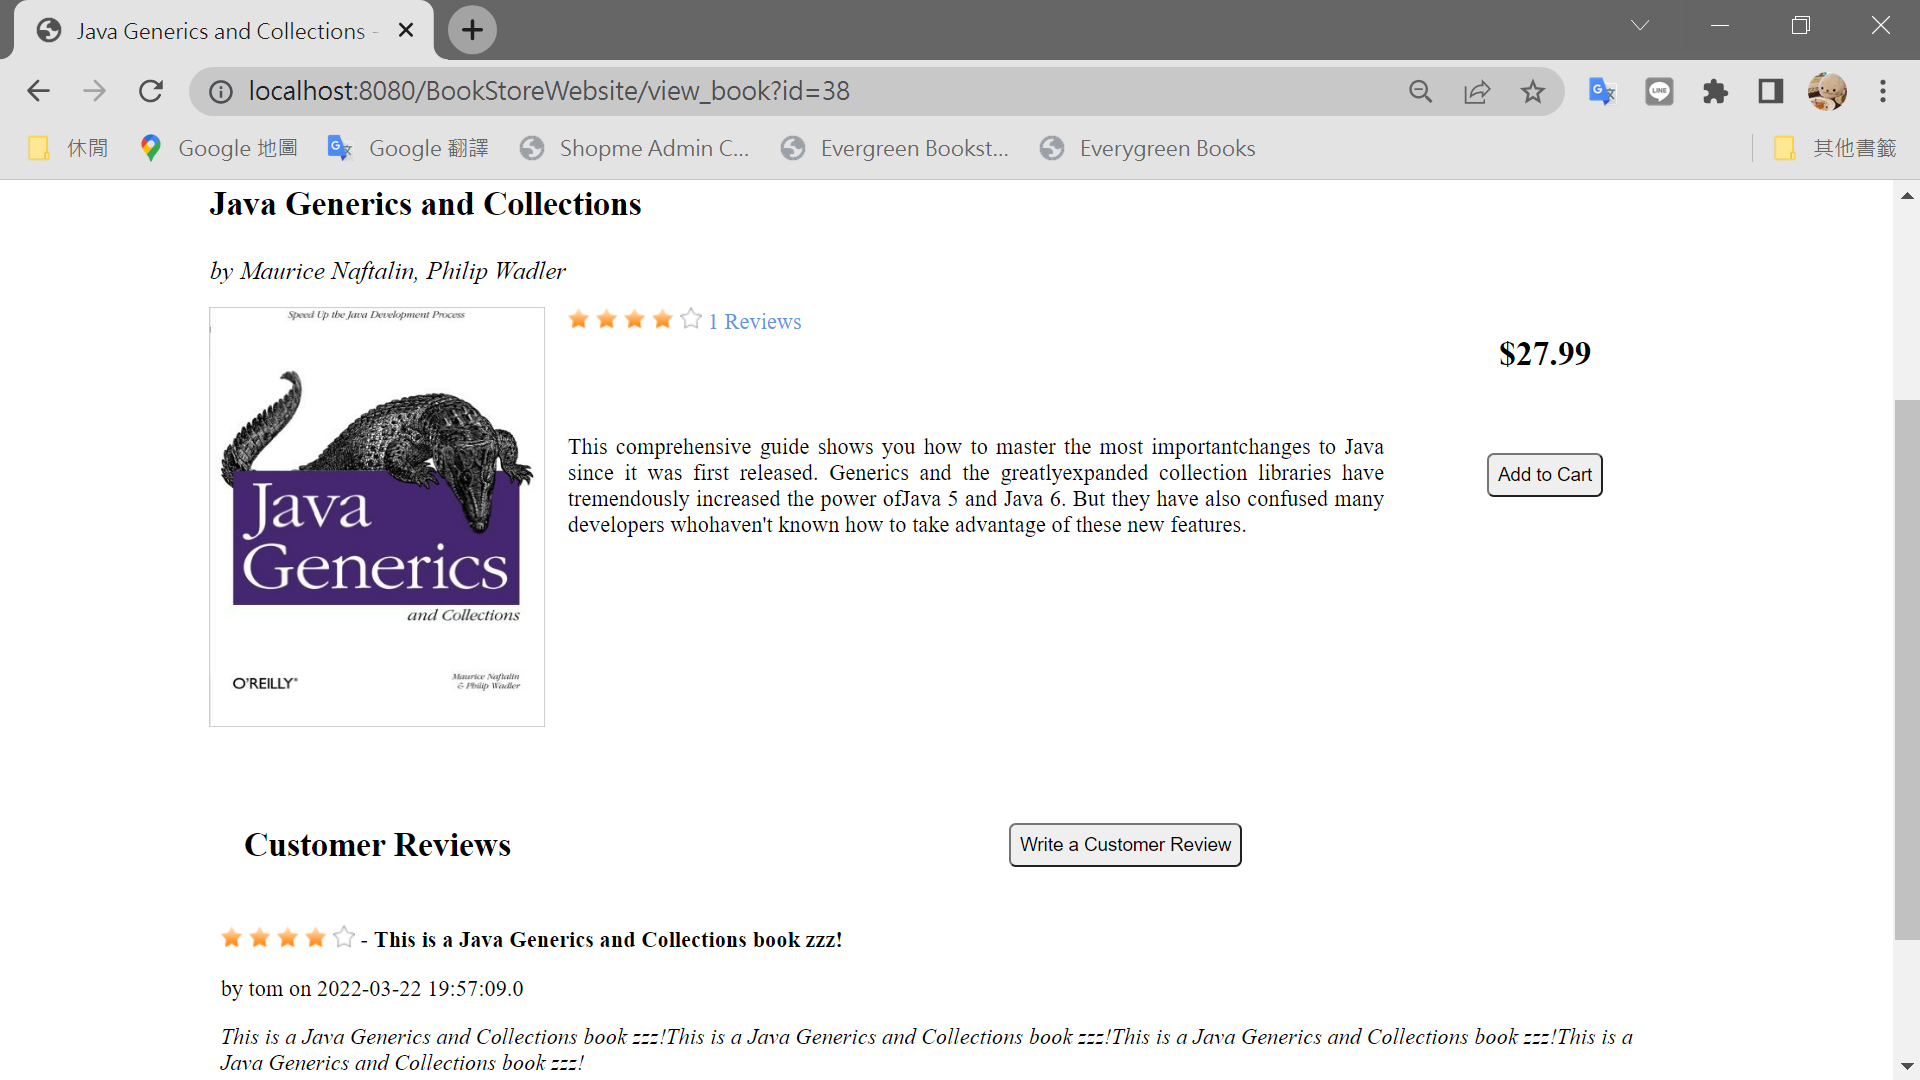 Java Generics and Collections -
localhost:8080/BookStoreWebsite/view_book?id=38
休閒
Google 地圖
Google 翻譯
Shopme Admin C...
Evergreen Bookst...
Everygreen Books
其他書籤
Java Generics and Collections
by Maurice Naftalin, Philip Wadler
Speed Up the Java Development Process
Java
Generics
and Collections
O'REILLY®
Maurice Naftalin
& Philip Wadler
1 Reviews
$27.99
This comprehensive guide shows you how to master the most importantchanges to Java
since it was first released. Generics and the greatlyexpanded collection libraries have
tremendously increased the power ofJava 5 and Java 6. But they have also confused many
developers whohaven't known how to take advantage of these new features.
Add to Cart
Customer Reviews
Write a Customer Review
- This is a Java Generics and Collections book zzz!
by tom on 2022-03-22 19:57:09.0
This is a Java Generics and Collections book zzz!This is a Java Generics and Collections book zzz!This is a Java Generics and Collections book zzz!This is a
Java Generics and Collections book zzz!